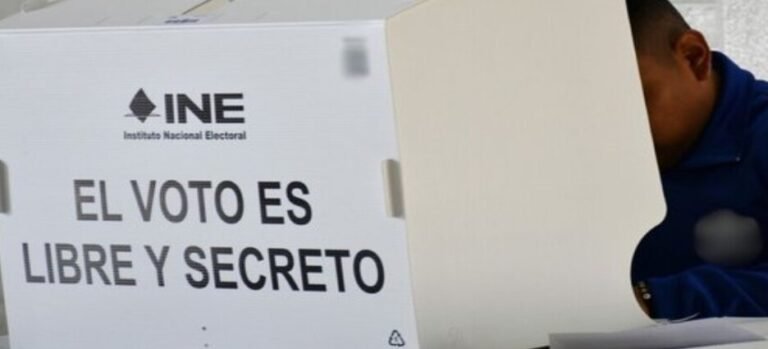 INE
Instituto Nacional Electoral
EL VOTO ES
LIBRE Y SECRETO